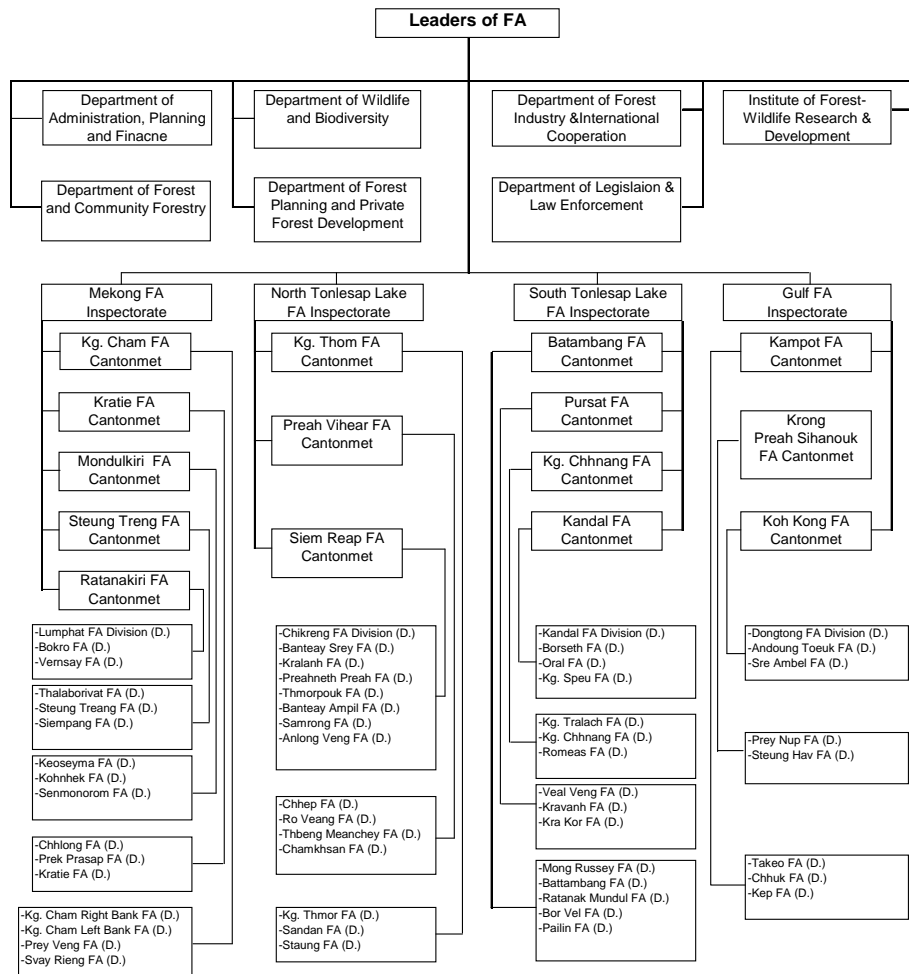 Leaders of FA
Department of
Administration, Planning
and Finacne
Department of Wildlife
and Biodiversity
Department of Forest
Industry &International
Cooperation
Institute of Forest-
Wildlife Research &
Development
Department of Forest
and Community Forestry
Department of Forest
Planning and Private
Forest Development
Department of Legislaion &
Law Enforcement
Mekong FA
Inspectorate
North Tonlesap Lake
FA Inspectorate
South Tonlesap Lake
FA Inspectorate
Gulf FA
Inspectorate
Kg. Cham FA
Cantonmet
Kratie FA
Cantonmet
Mondulkiri FA
Cantonmet
Steung Treng FA
Cantonmet
Ratanakiri FA
Cantonmet
-Lumphat FA Division (D.)
-Bokro FA (D.)
-Vernsay FA (D.)
-Thalaborivat FA (D.)
-Steung Treang FA (D.)
-Siempang FA (D.)
-Keoseyma FA (D.)
-Kohnhek FA (D.)
-Senmonorom FA (D.)
-Chhlong FA (D.)
-Prek Prasap FA (D.)
-Kratie FA (D.)
-Kg. Cham Right Bank FA (D.)
-Kg. Cham Left Bank FA (D.)
-Prey Veng FA (D.)
-Svay Rieng FA (D.)
Kg. Thom FA
Cantonmet
Preah Vihear FA
Cantonmet
Siem Reap FA
Cantonmet
-Chikreng FA Division (D.)
-Banteay Srey FA (D.)
-Kralanh FA (D.)
-Preahneth Preah FA (D.)
-Thmorpouk FA (D.)
-Banteay Ampil FA (D.)
-Samrong FA (D.)
-Anlong Veng FA (D.)
-Chhep FA (D.)
-Ro Veang FA (D.)
-Thbeng Meanchey FA (D.)
-Chamkhsan FA (D.)
-Kg. Thmor FA (D.)
-Sandan FA (D.)
-Staung FA (D.)
Batambang FA
Cantonmet
Pursat FA
Cantonmet
Kg. Chhnang FA
Cantonmet
Kandal FA
Cantonmet
-Kandal FA Division (D.)
-Borseth FA (D.)
-Oral FA (D.)
-Kg. Speu FA (D.)
-Kg. Tralach FA (D.)
-Kg. Chhnang FA (D.)
-Romeas FA (D.)
-Veal Veng FA (D.)
-Kravanh FA (D.)
-Kra Kor FA (D.)
-Mong Russey FA (D.)
-Battambang FA (D.)
-Ratanak Mundul FA (D.)
-Bor Vel FA (D.)
-Pailin FA (D.)
Kampot FA
Cantonmet
Krong
Preah Sihanouk
FA Cantonmet
Koh Kong FA
Cantonmet
-Dongtong FA Division (D.)
-Andoung Toeuk FA (D.)
-Sre Ambel FA (D.)
-Prey Nup FA (D.)
-Steung Hav FA (D.)
-Takeo FA (D.)
-Chhuk FA (D.)
-Kep FA (D.)